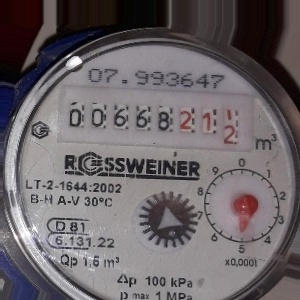 07.993647
00668212
m³
ROSSWEINER
LT-2-1644:2002
B-H A-V 30°C
D 81
6.131.22
Qp 1,5 m³
Δp 100 kPa
p max 1 MPa
0
1
2
3
4
5
6
7
8
9
x0,0001